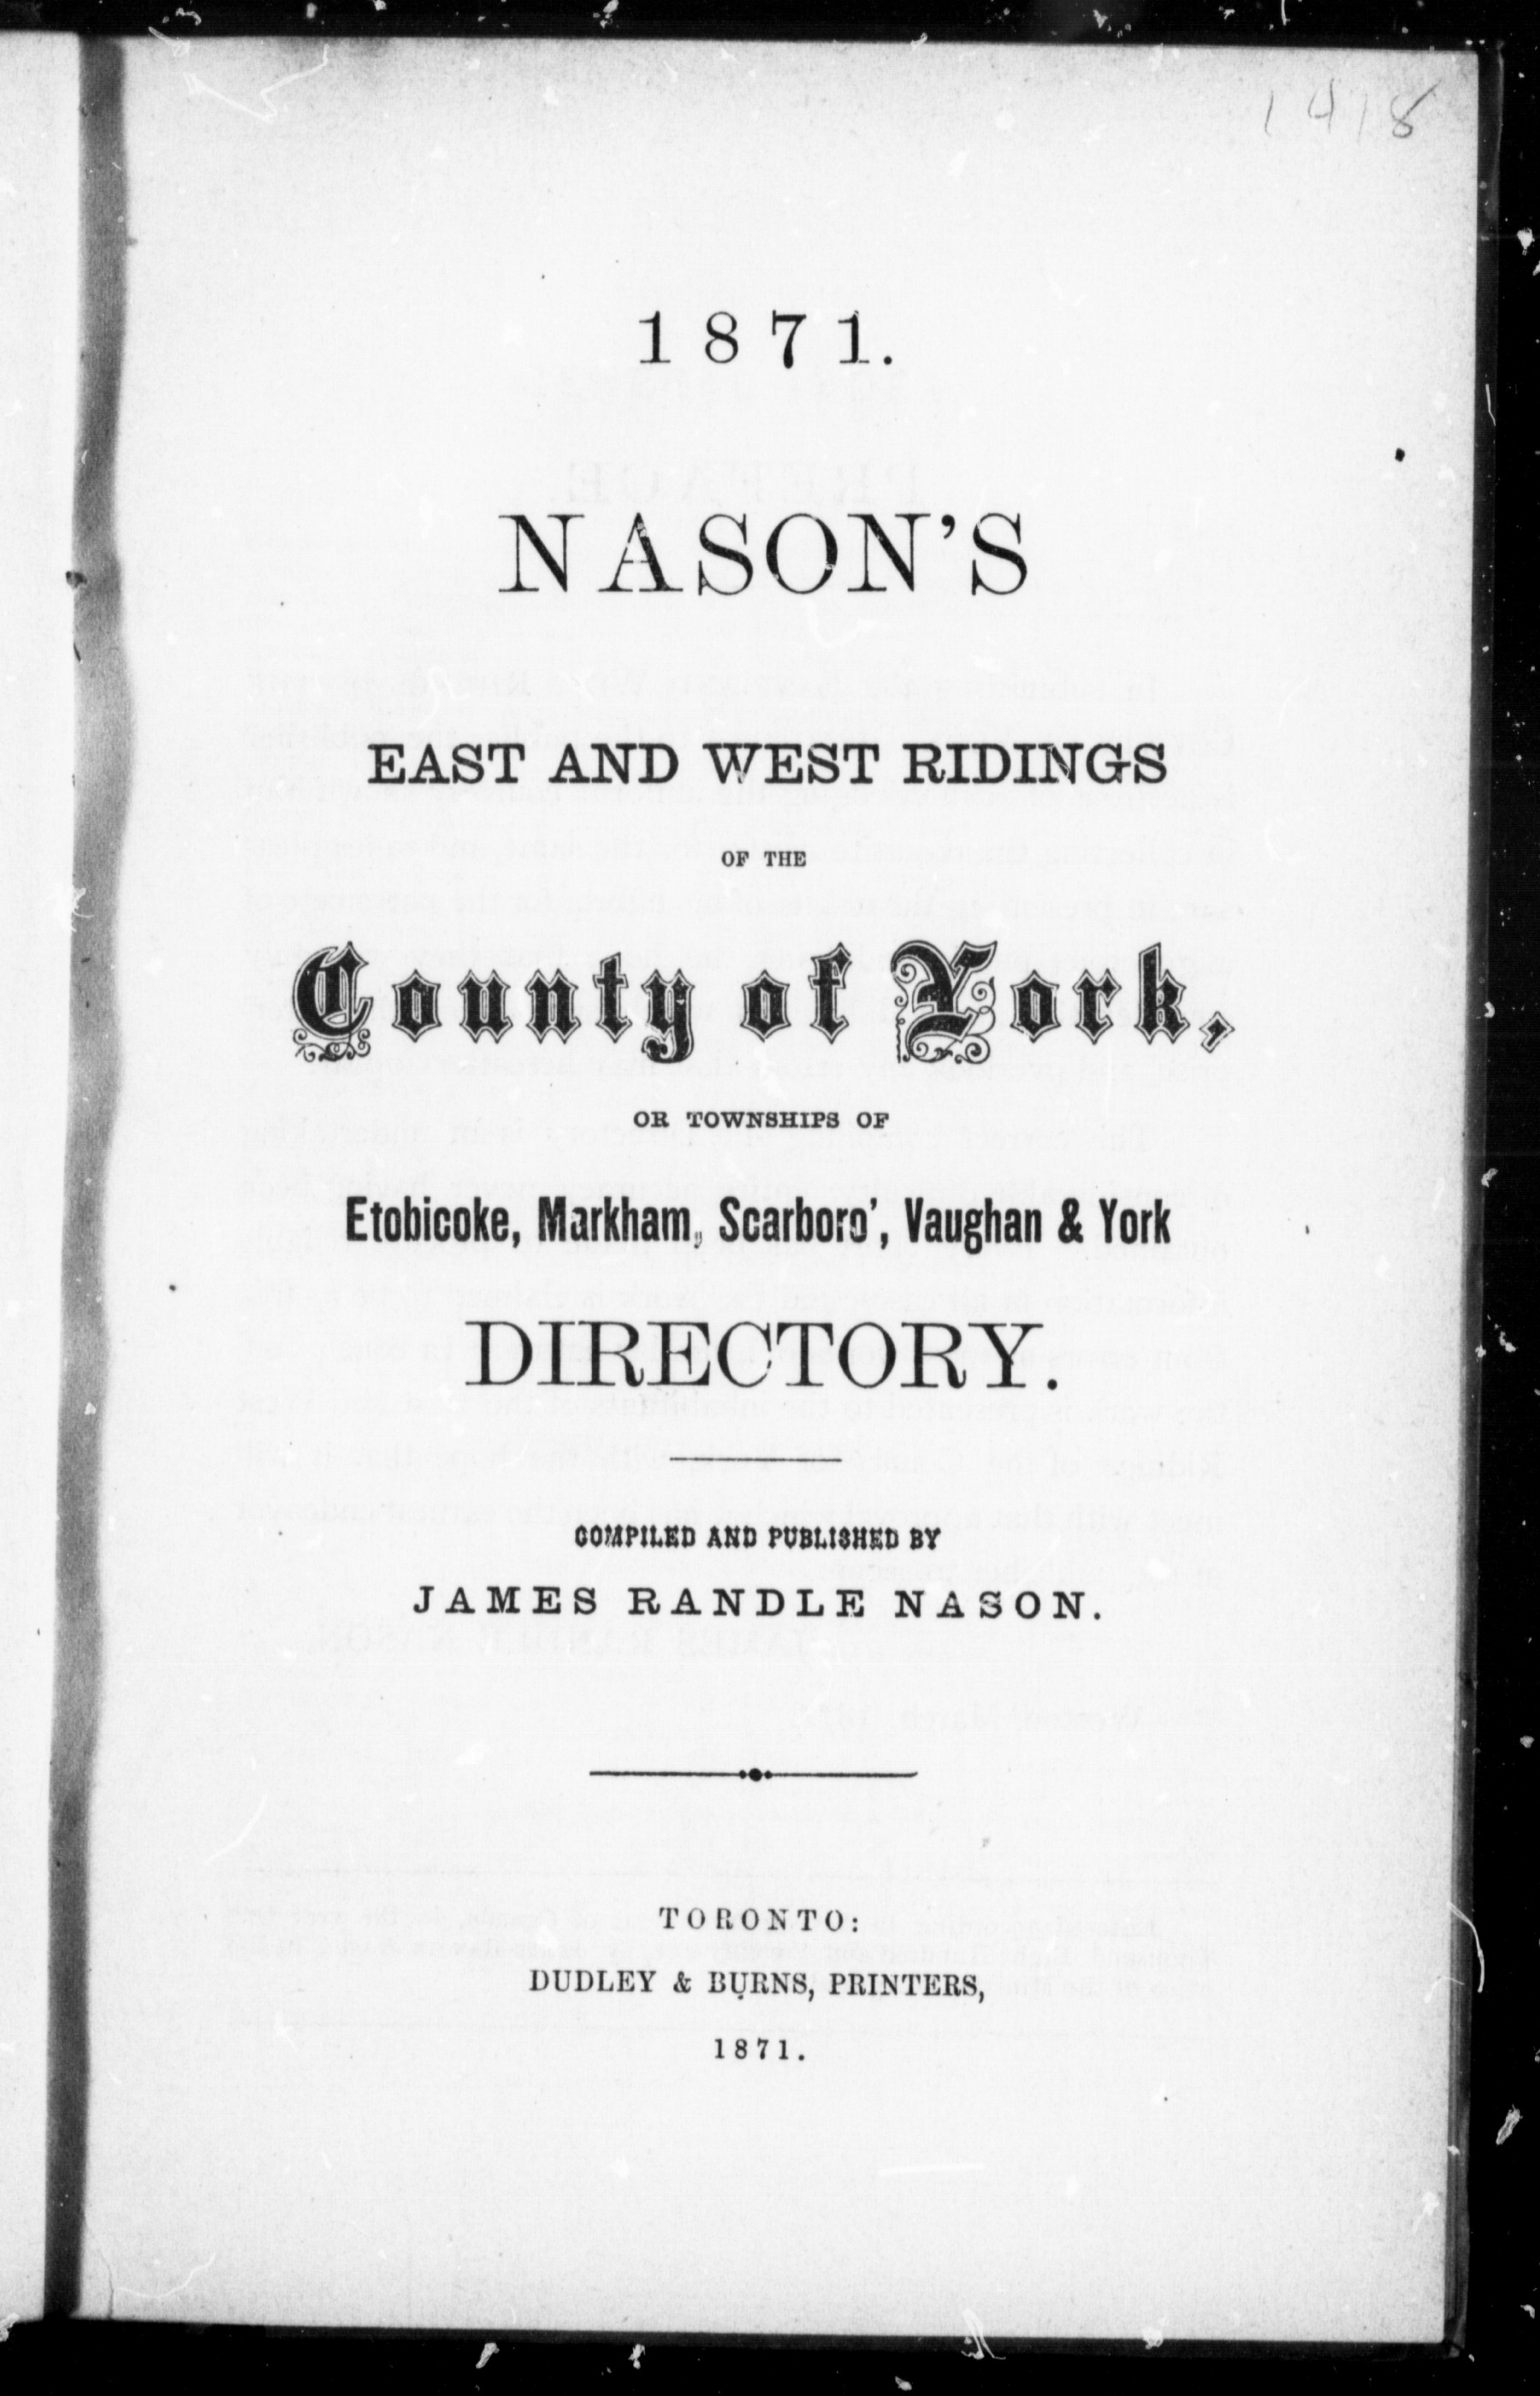 1418
1871.
NASON'S
EAST AND WEST RIDINGS
OF THE
County of York,
OR TOWNSHIPS OF
Etobicoke, Markham, Scarboro', Vaughan & York
DIRECTORY.
COMPILED AND PUBLISHED BY
JAMES RANDLE NASON.
TORONTO:
DUDLEY & BURNS, PRINTERS,
1871.